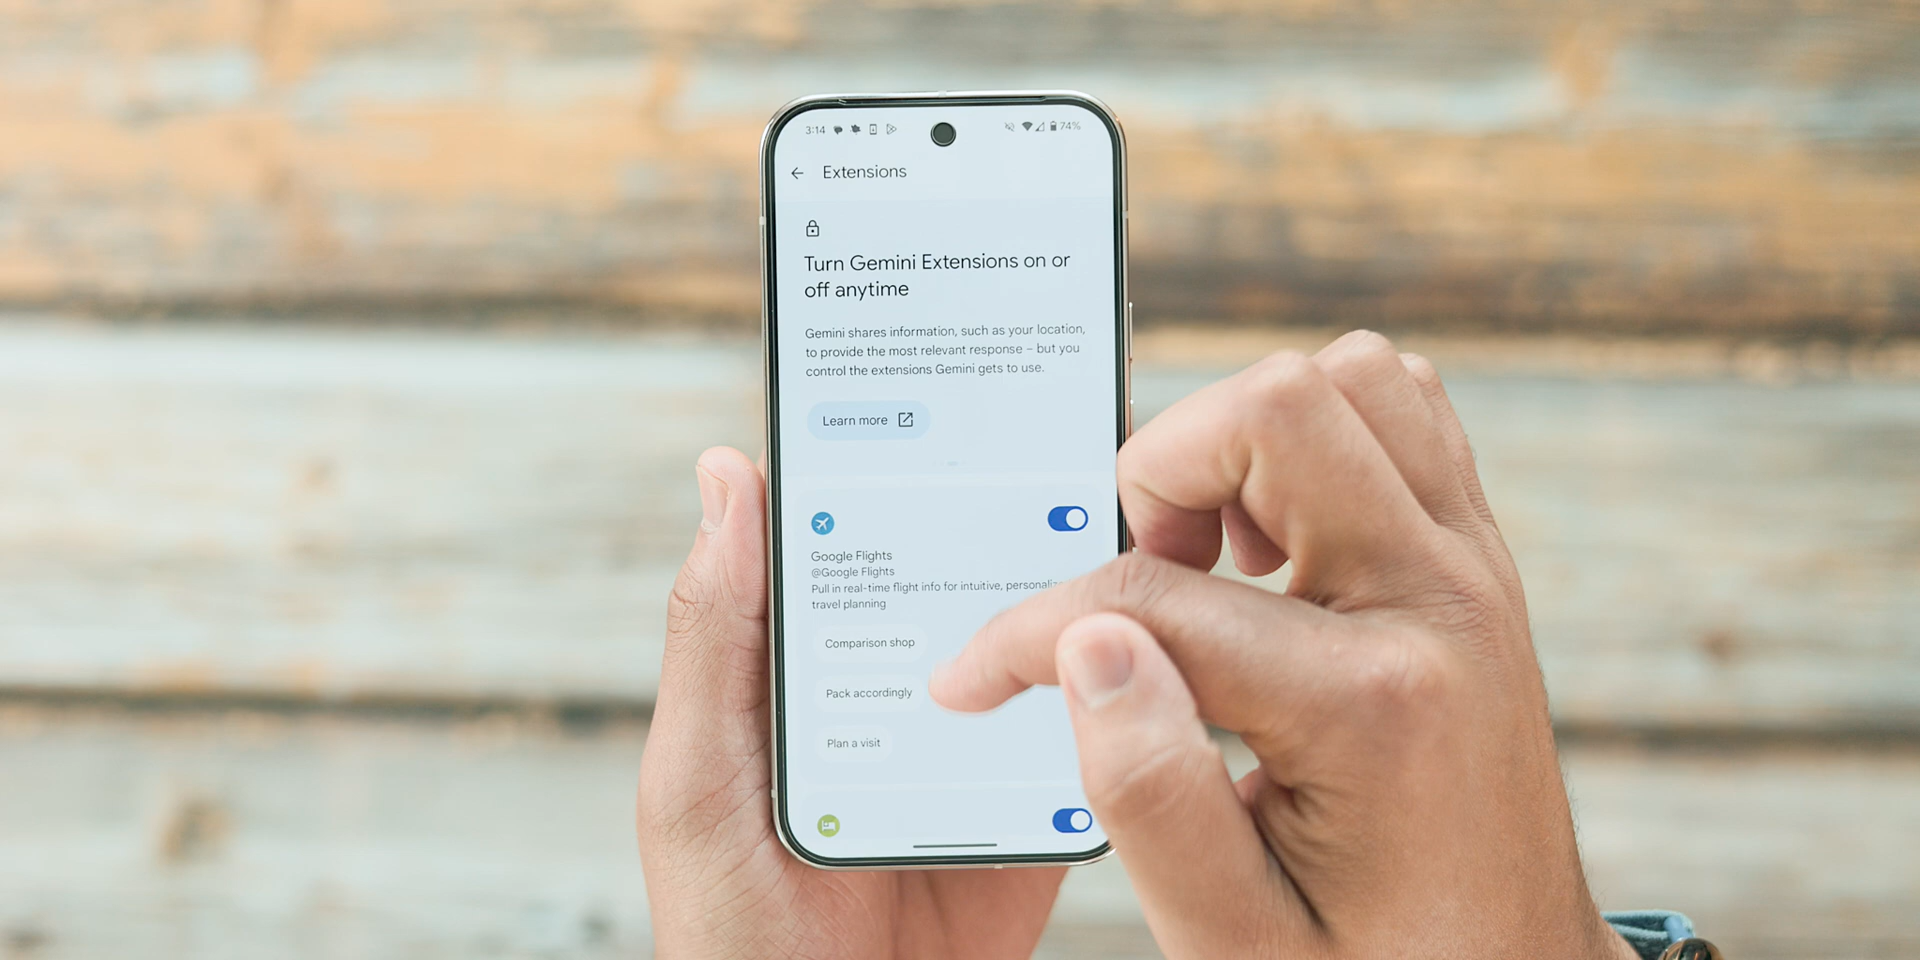 3:14 74%
Extensions
Turn Gemini Extensions on or
off anytime
Gemini shares information, such as your location,
to provide the most relevant response – but you
control the extensions Gemini gets to use.
Learn more
Google Flights
@Google Flights
Pull in real-time flight info for intuitive,
travel planning
Comparison shop
Pack accordingly
Plan a visit